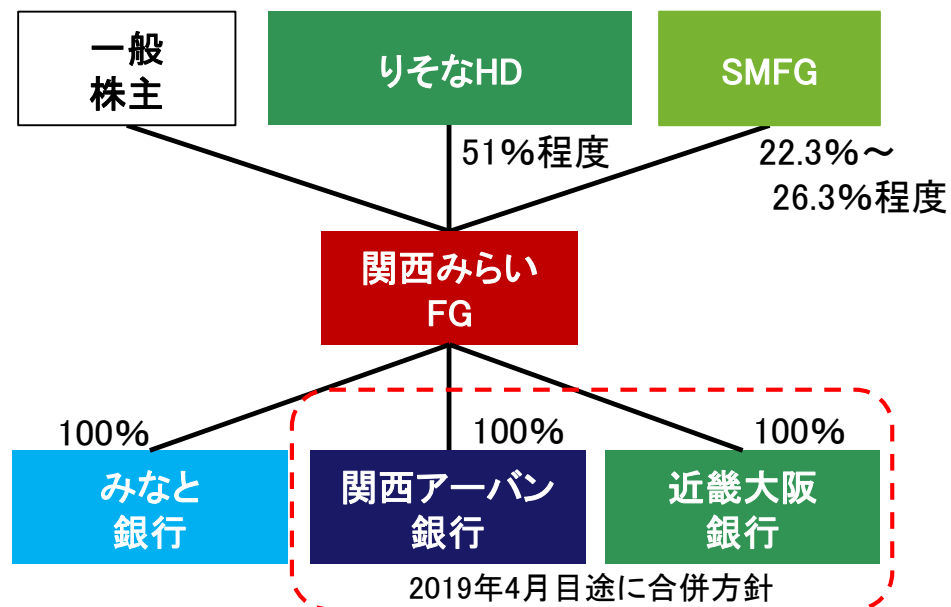 一般
株主
りそなHD
SMFG
51%程度
22.3%～
26.3%程度
関西みらい
FG
100%
100%
100%
みなと
銀行
関西アーバン
銀行
近畿大阪
銀行
2019年4月目途に合併方針